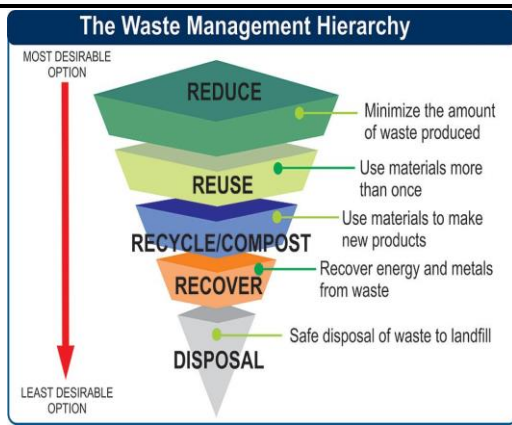 The Waste Management Hierarchy
MOST DESIRABLE
OPTION
REDUCE
Minimize the amount
of waste produced
REUSE
Use materials more
than once
RECYCLE/COMPOST
Use materials to make
new products
RECOVER
Recover energy and metals
from waste
DISPOSAL
Safe disposal of waste to landfill
LEAST DESIRABLE
OPTION